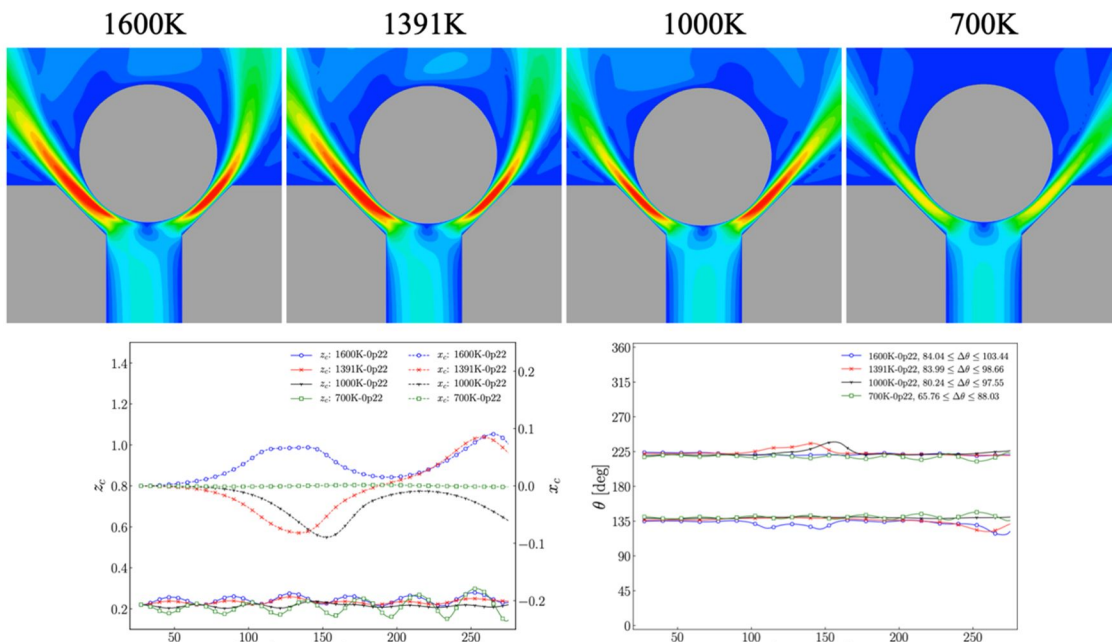 1600K 1391K 1000K 700K
z_c: 1600K-0p22 x_c: 1600K-0p22
z_c: 1391K-0p22 x_c: 1391K-0p22
z_c: 1000K-0p22 x_c: 1000K-0p22
z_c: 700K-0p22 x_c: 700K-0p22
1.4
1.2
1.0
0.8
0.6
0.4
0.2
z_c
0.2
0.1
0.0
−0.1
−0.2
x_c
50 100 150 200 250
1600K-0p22, 84.04 ≤ Δθ ≤ 103.44
1391K-0p22, 83.99 ≤ Δθ ≤ 98.66
1000K-0p22, 80.24 ≤ Δθ ≤ 97.55
700K-0p22, 65.76 ≤ Δθ ≤ 88.03
360
315
270
225
180
135
90
45
0
θ [deg]
50 100 150 200 250